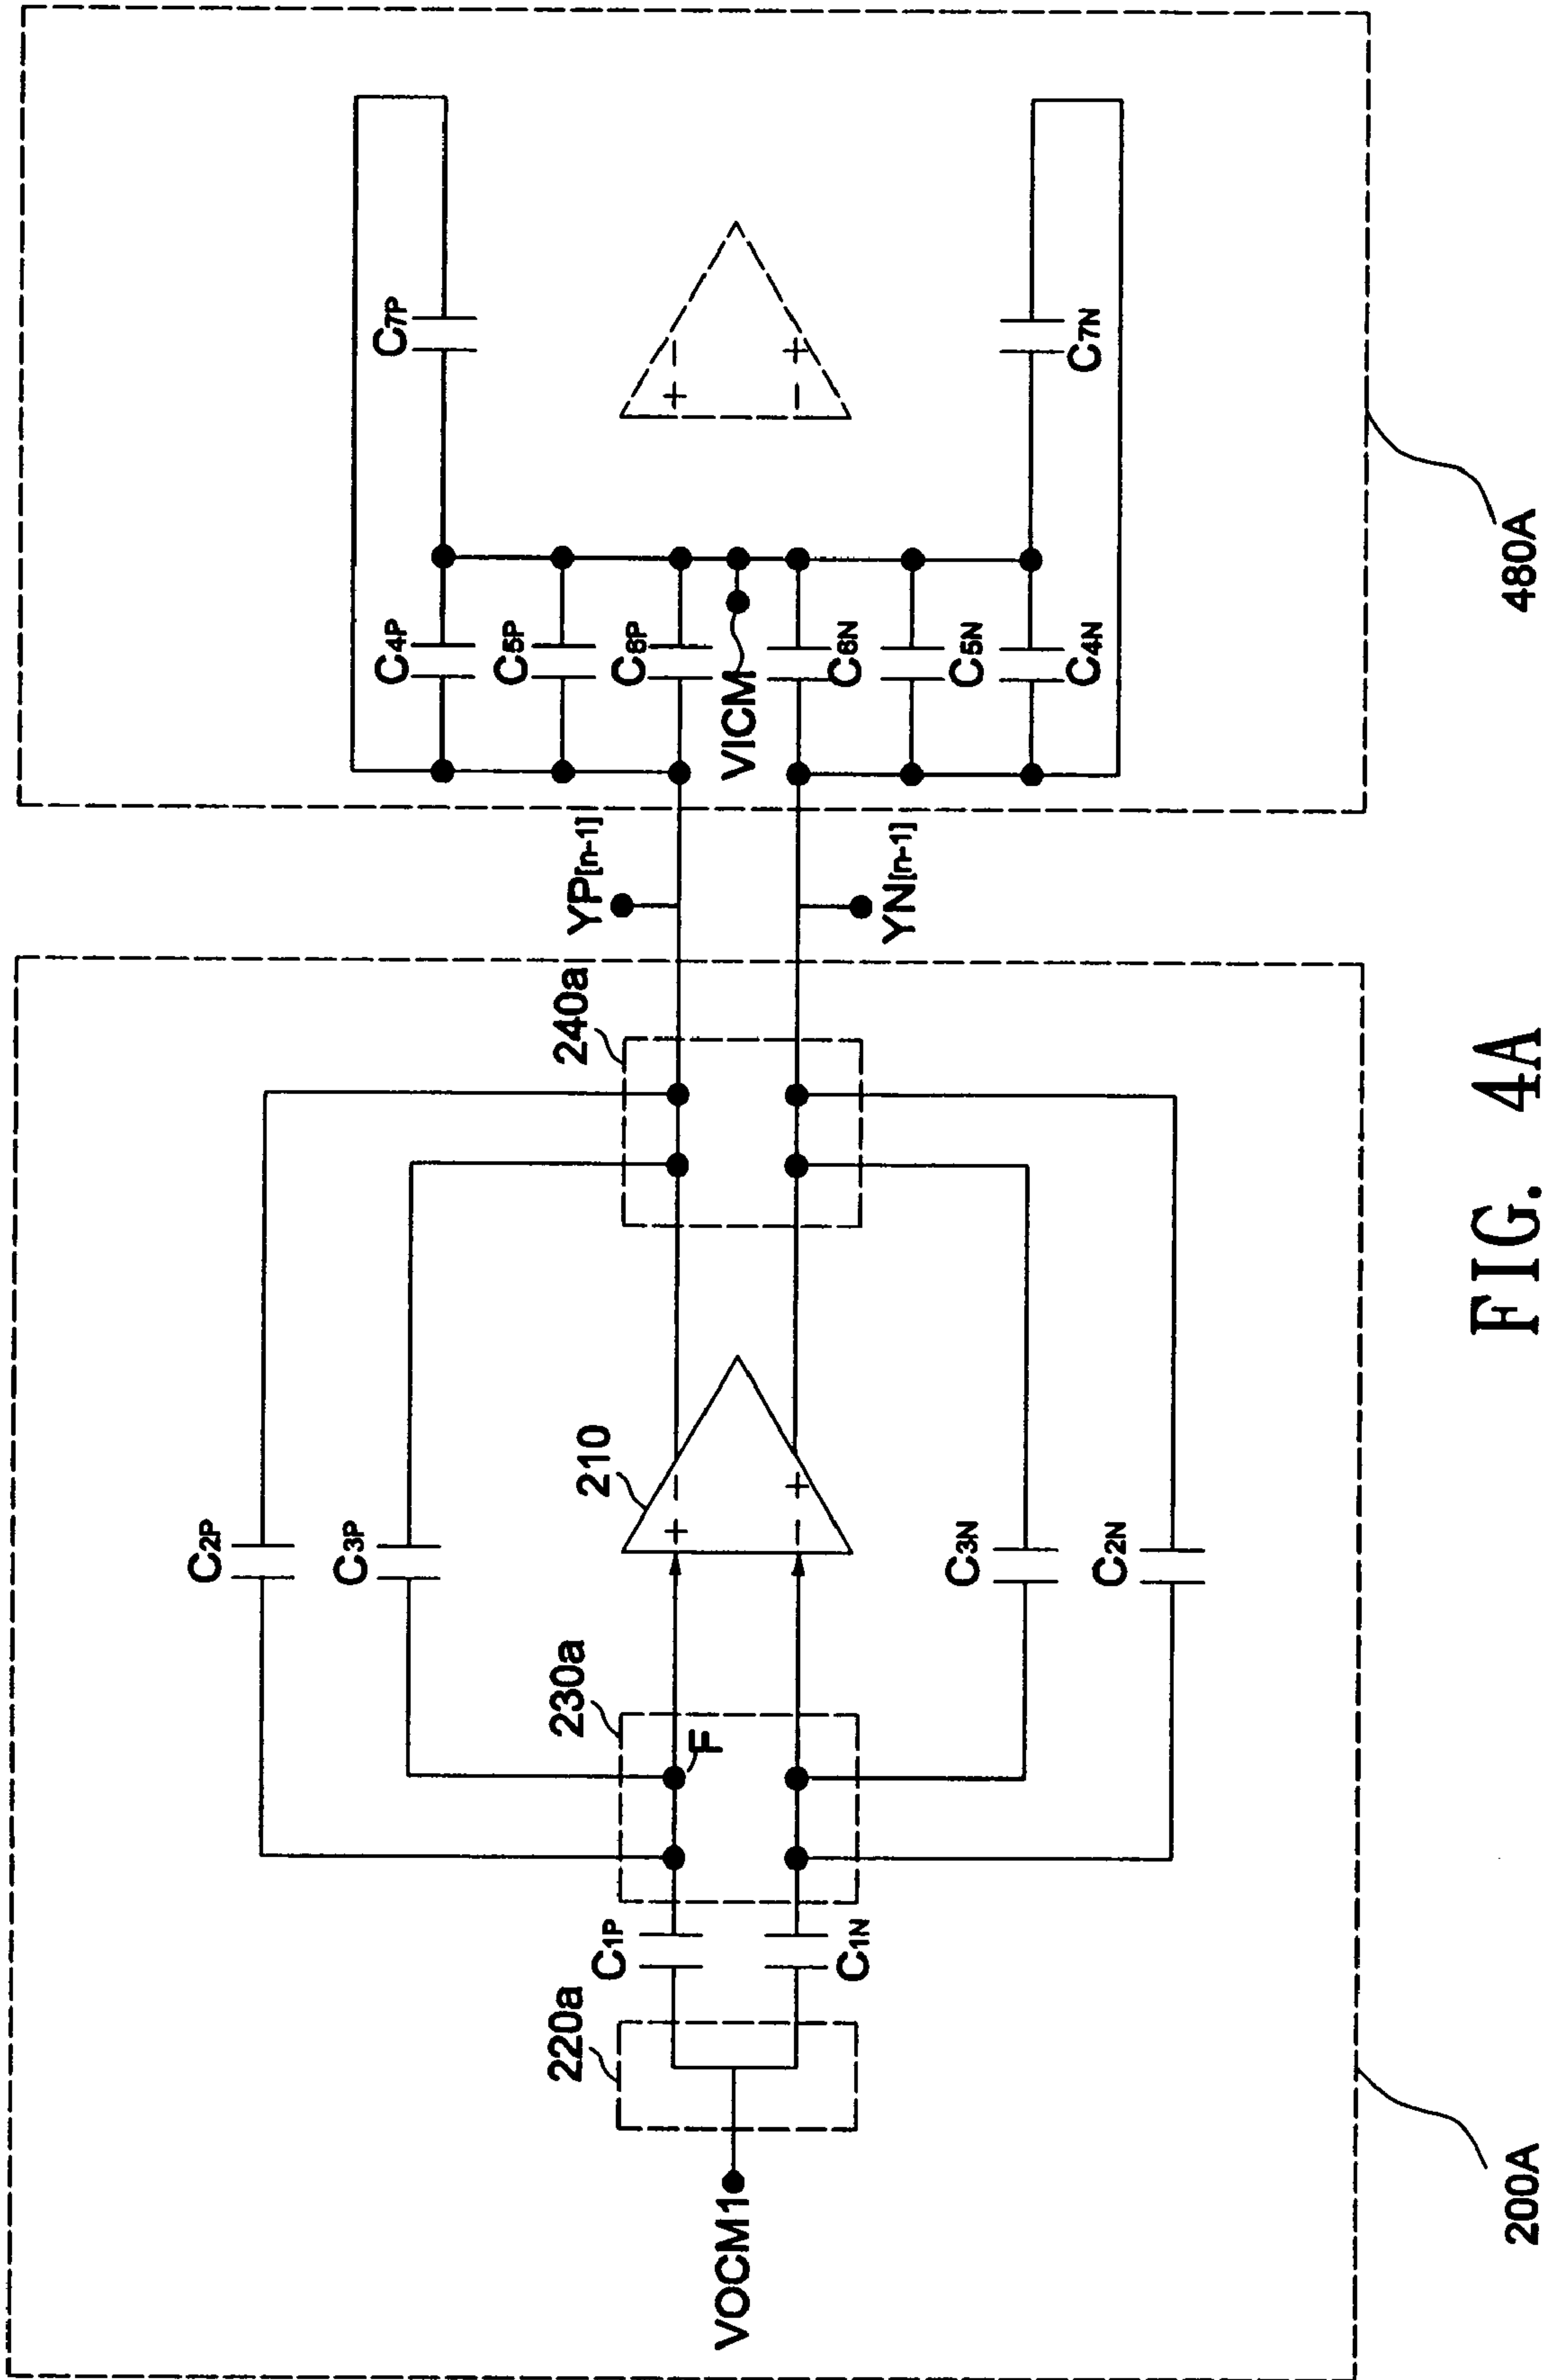 200A
480A
VOCM1
220a
C1P
C1N
230a
F
C2P
C3P
210
+ −
− +
C3N
C2N
240a
YP[n-1]
YN[n-1]
C4P
C5P
C6P
VICM
C6N
C5N
C4N
C7P
+ −
− +
C7N
FIG. 4A